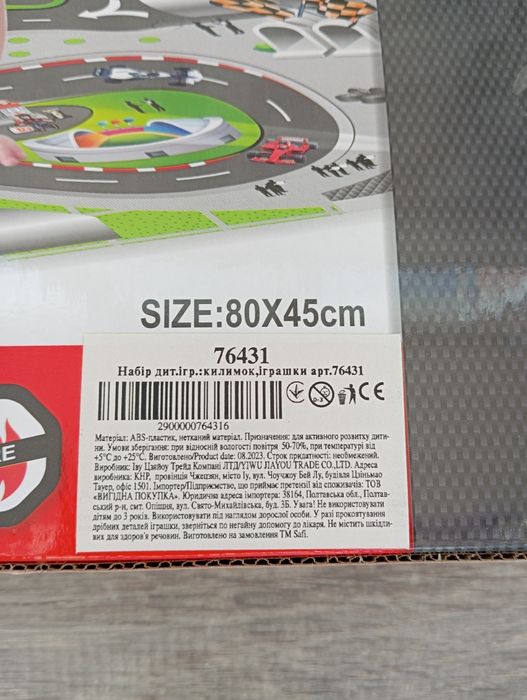 SIZE:80X45cm
76431
Набір дит.ігр.:килимок,іграшки арт.76431
2900000764316
CE
Матеріал: ABS-пластик, нетканий матеріал. Призначення: для активного розвитку дити-
ни. Умови зберігання: при відносній вологості повітря 50-70%, при температурі від
+5°C до +25°C. Виготовлено/Product date: 08.2023. Строк придатності: необмежений.
Виробник: Іву Цзяйоу Трейд Компані ЛТД/YIWU JIAYOU TRADE CO.,LTD. Адреса
виробника: КНР, провінція Чжецзян, місто Іу, вул. Чоучжоу Бей Лу, будівля Цзінсьмао
Тауер, офіс 1501. Імпортер/Підприємство, що приймає претензії від споживачів: ТОВ
«ВИГІДНА ПОКУПКА». Юридична адреса імпортера: 38164, Полтавська обл., Полтав-
ський р-н, смт. Опішня, вул. Свято-Михайлівська, буд. 3Б. Увага! Не використовувати
дітям до 3 років. Використовувати під наглядом дорослої особи. У разі проковтування
дрібних деталей іграшки, зверніться по негайну допомогу до лікаря. Не містить шкідли-
вих для здоров'я речовин. Виготовлено на замовлення ТМ Safi.